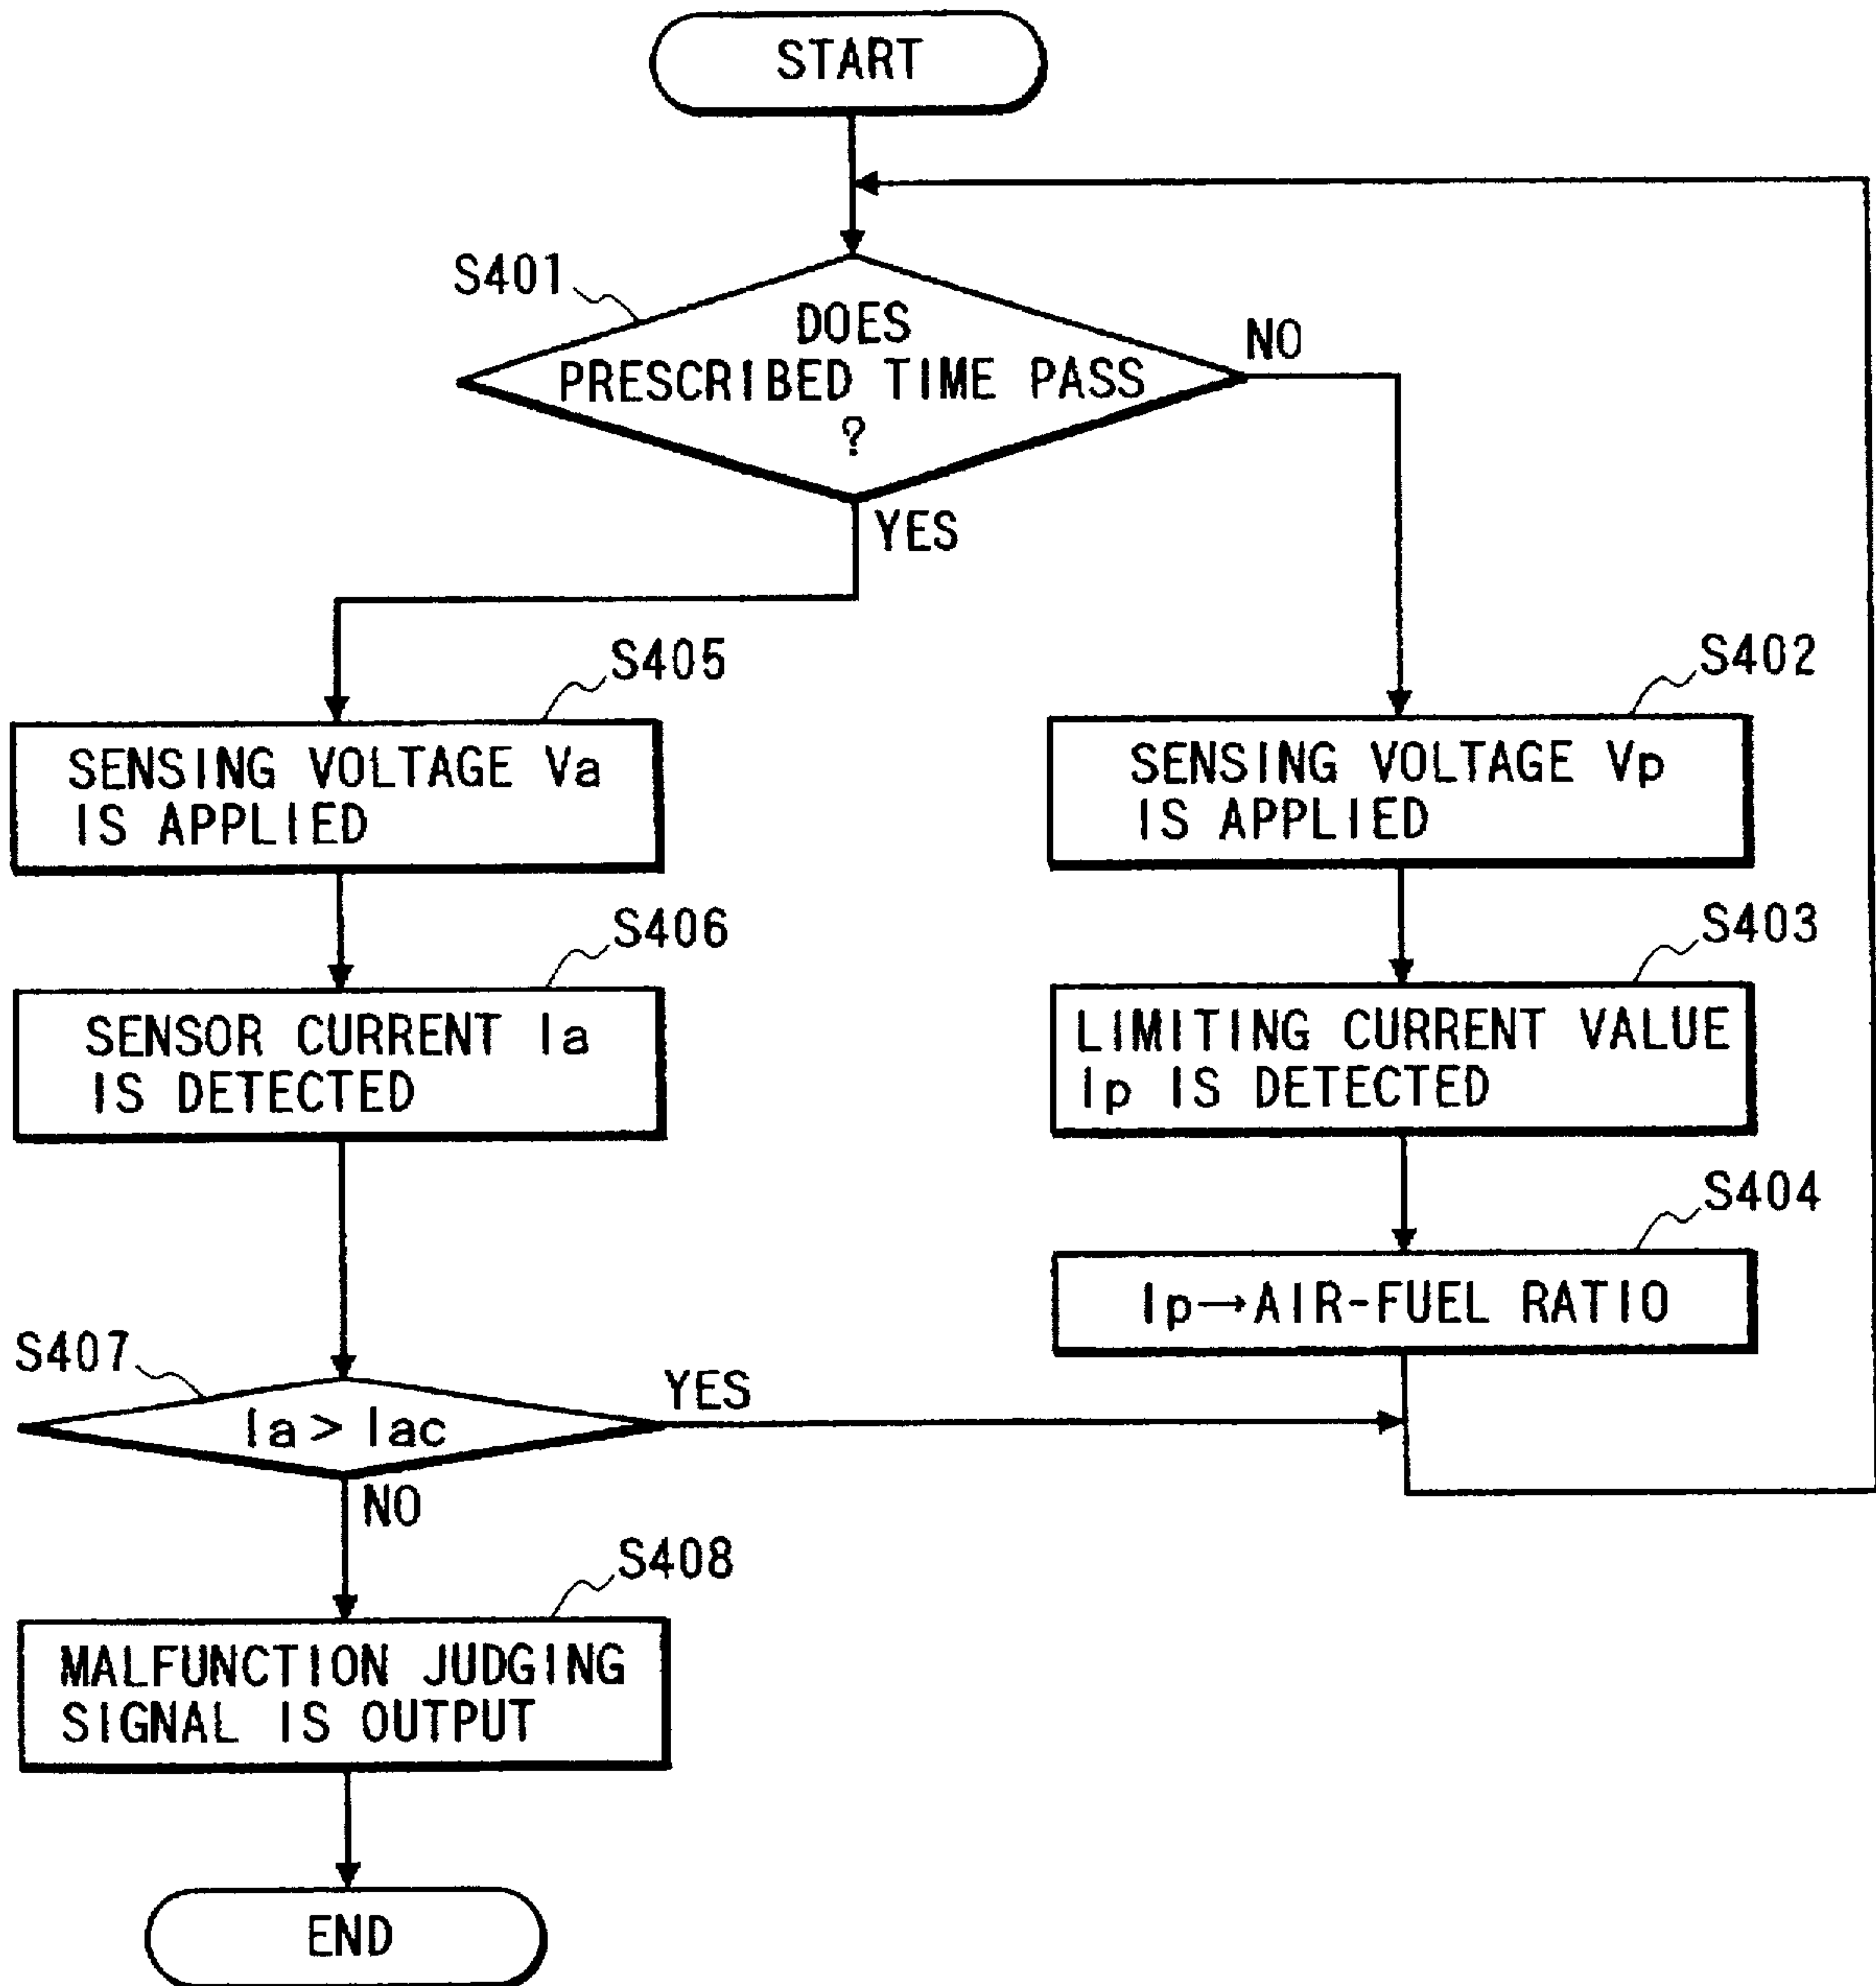 START
S401
DOES
PRESCRIBED TIME PASS
?
NO
YES
S405
SENSING VOLTAGE Va
IS APPLIED
S402
SENSING VOLTAGE Vp
IS APPLIED
S406
SENSOR CURRENT Ia
IS DETECTED
S403
LIMITING CURRENT VALUE
Ip IS DETECTED
S404
Ip→AIR-FUEL RATIO
S407
Ia > Iac
YES
NO
S408
MALFUNCTION JUDGING
SIGNAL IS OUTPUT
END